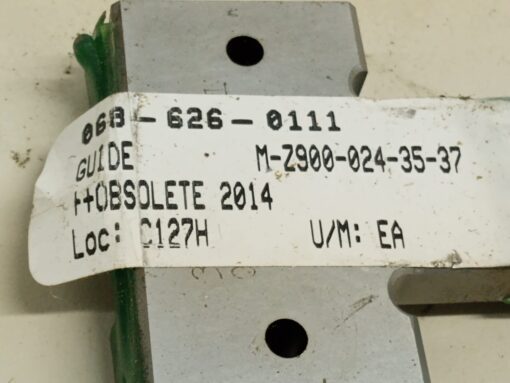 068-626-0111
GUIDE M-Z900-024-35-37
OBSOLETE 2014
Loc: C127H U/M: EA